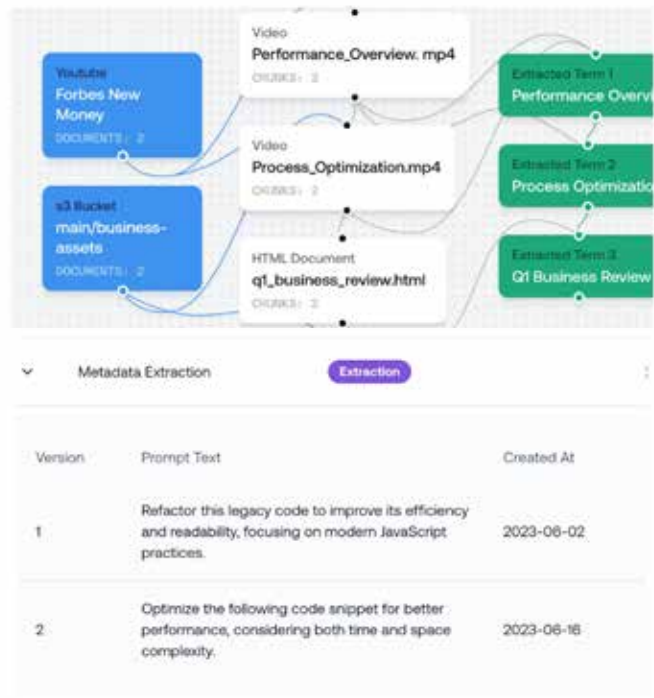 Youtube
Forbes New
Money
DOCUMENTS: 2
s3 Bucket
main/business-
assets
DOCUMENTS: 2
Video
Performance_Overview. mp4
CHUNKS: 2
Video
Process_Optimization.mp4
CHUNKS: 2
HTML Document
q1_business_review.html
CHUNKS: 2
Extracted Term 1
Performance Overvi
Extracted Term 2
Process Optimizatio
Extracted Term 3
Q1 Business Review
Metadata Extraction
Extraction
Version
Prompt Text
Created At
1
Refactor this legacy code to improve its efficiency
and readability, focusing on modern JavaScript
practices.
2023-06-02
2
Optimize the following code snippet for better
performance, considering both time and space
complexity.
2023-06-16